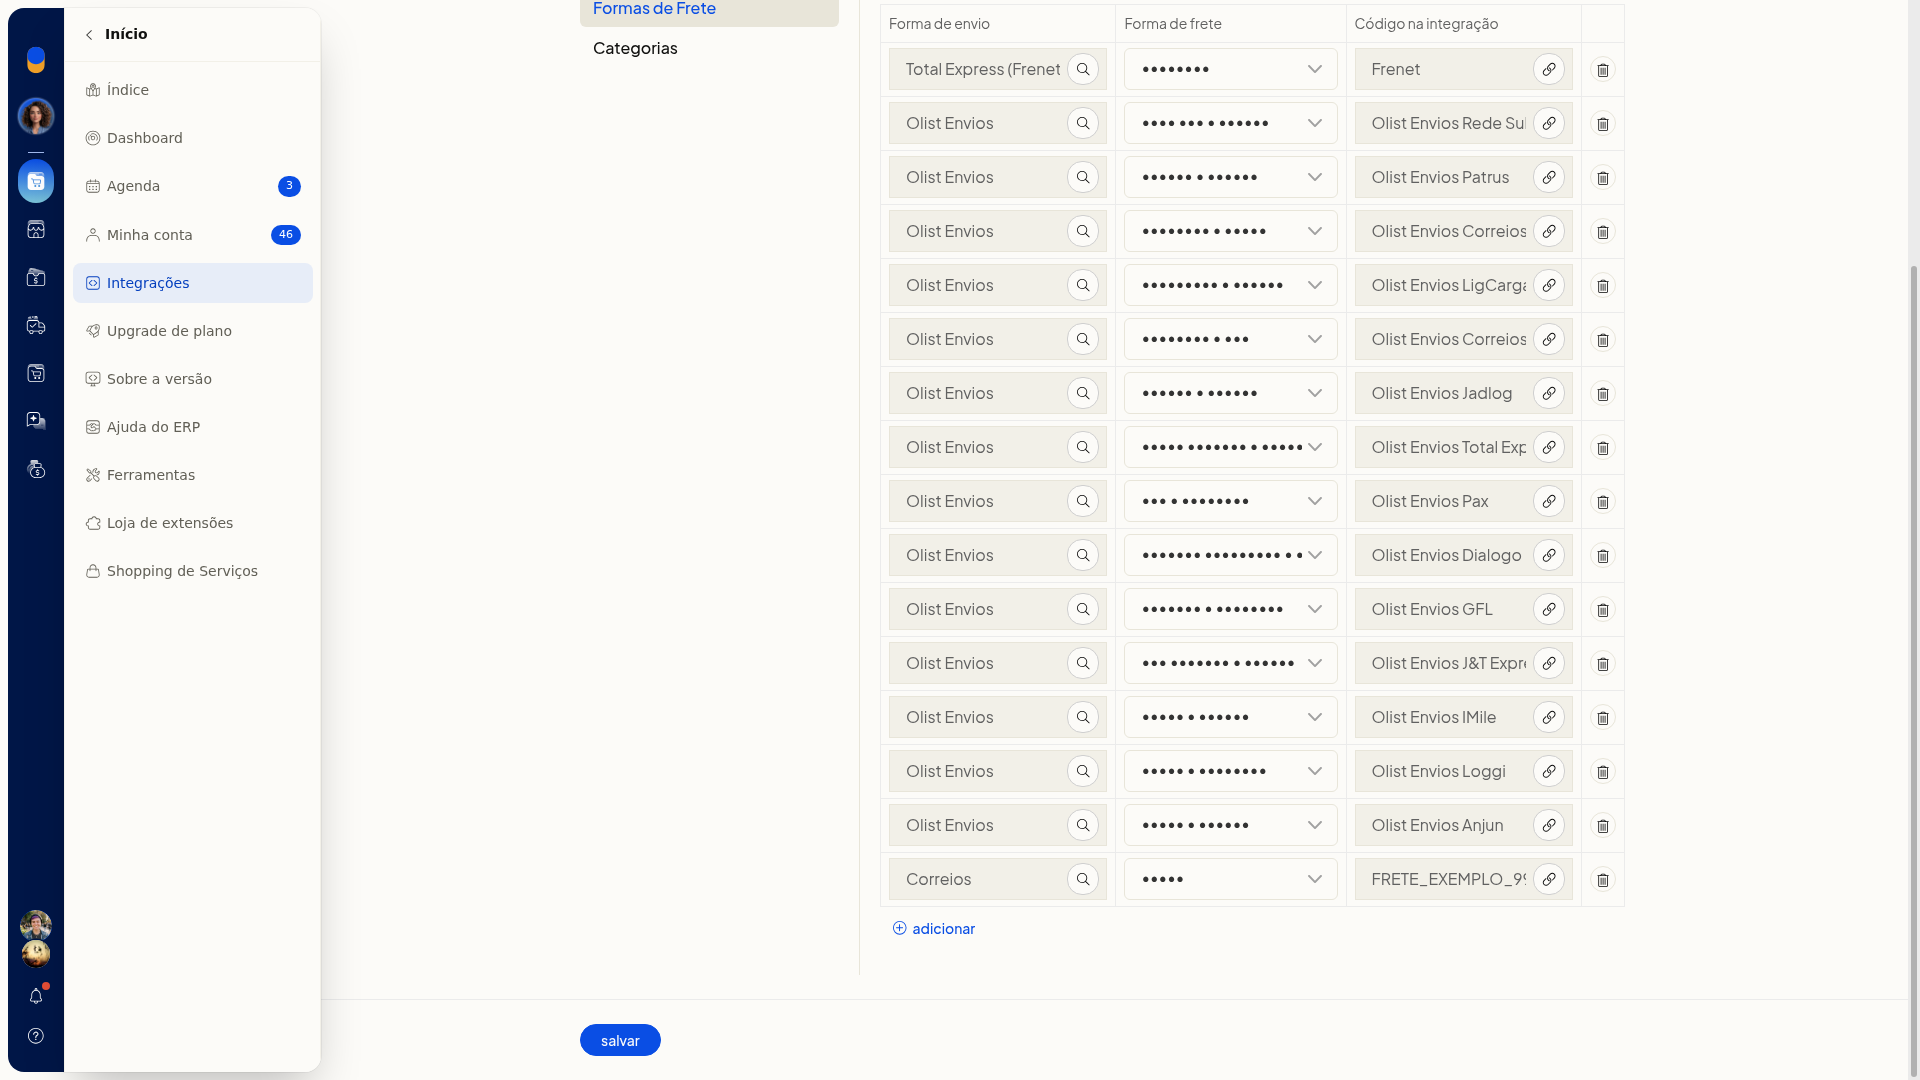 Início
Índice
Dashboard
Agenda 3
Minha conta 46
Integrações
Upgrade de plano
Sobre a versão
Ajuda do ERP
Ferramentas
Loja de extensões
Shopping de Serviços
Formas de Frete
Categorias
Forma de envio Forma de frete Código na integração
Total Express (Frenet •••••••• Frenet
Olist Envios •••• ••• • •••••• Olist Envios Rede Sul
Olist Envios •••••• • •••••• Olist Envios Patrus
Olist Envios •••••••• • ••••• Olist Envios Correios
Olist Envios ••••••••• • •••••• Olist Envios LigCarga
Olist Envios •••••••• • ••• Olist Envios Correios
Olist Envios •••••• • •••••• Olist Envios Jadlog
Olist Envios ••••• ••••••• • ••••• Olist Envios Total Exp
Olist Envios ••• • •••••••• Olist Envios Pax
Olist Envios ••••••• ••••••••• • • Olist Envios Dialogo
Olist Envios ••••••• • •••••••• Olist Envios GFL
Olist Envios ••• ••••••• • •••••• Olist Envios J&T Expre
Olist Envios ••••• • •••••• Olist Envios IMile
Olist Envios ••••• • •••••••• Olist Envios Loggi
Olist Envios ••••• • •••••• Olist Envios Anjun
Correios ••••• FRETE_EXEMPLO_99
adicionar
salvar